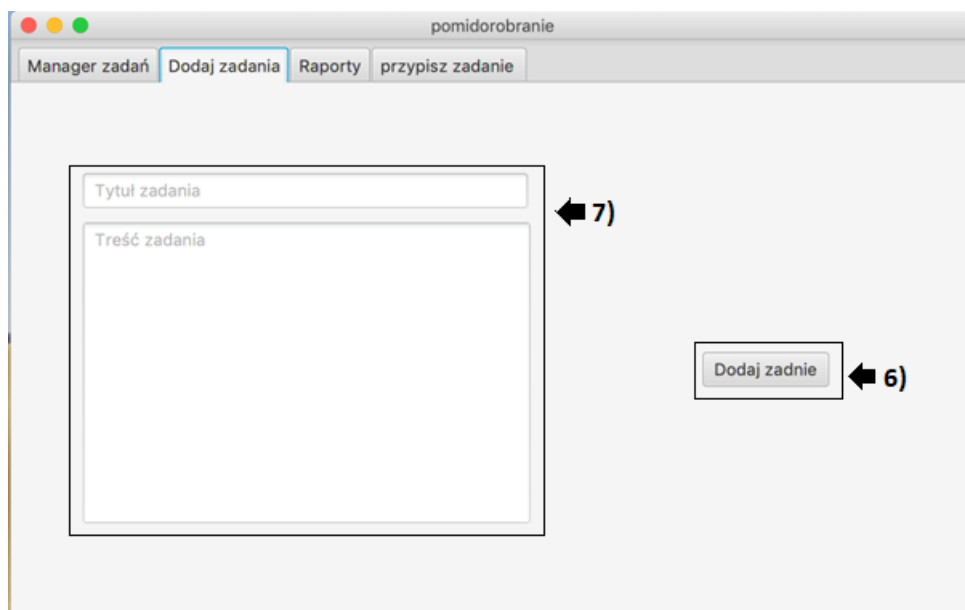 pomidorobranie
Manager zadań Dodaj zadania Raporty przypisz zadanie
Tytuł zadania
7)
Treść zadania
Dodaj zadnie
6)